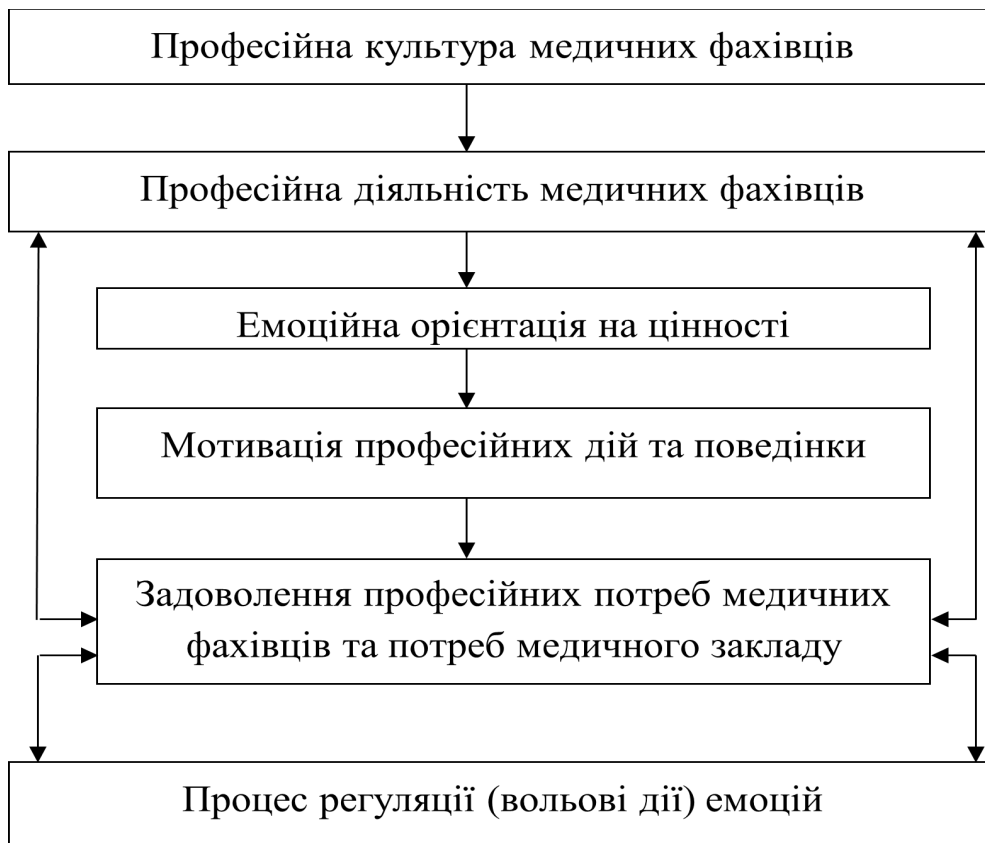 Професійна культура медичних фахівців
Професійна діяльність медичних фахівців
Емоційна орієнтація на цінності
Мотивація професійних дій та поведінки
Задоволення професійних потреб медичних
фахівців та потреб медичного закладу
Процес регуляції (вольові дії) емоцій